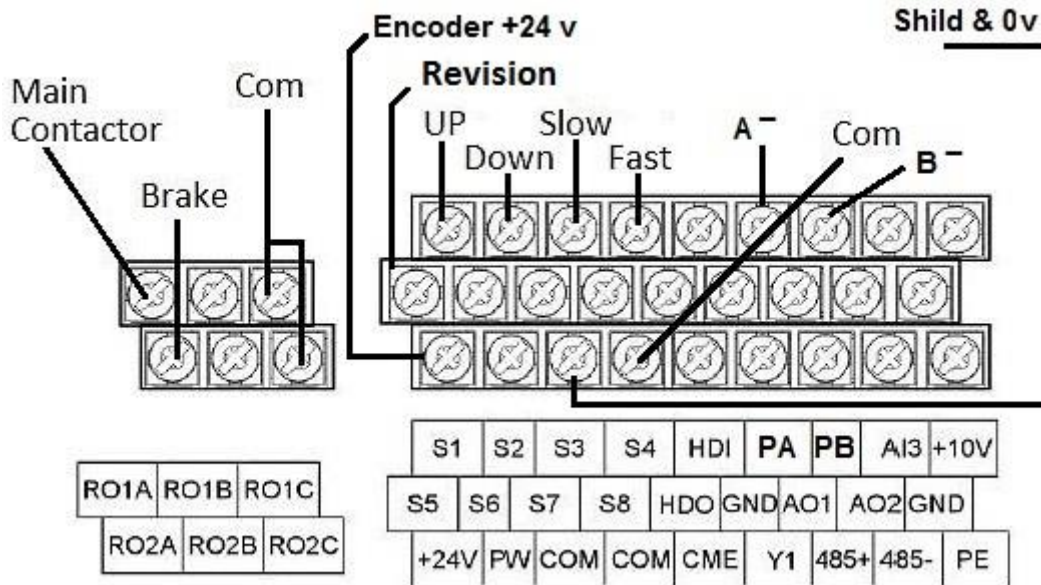 Encoder +24 v
Shild & 0v
Revision
Main
Contactor
Com
UP
Slow
A –
Com
Down
Fast
B –
Brake
S1 S2 S3 S4 HDI PA PB AI3 +10V
RO1A RO1B RO1C
S5 S6 S7 S8 HDO GND AO1 AO2 GND
RO2A RO2B RO2C
+24V PW COM COM CME Y1 485+ 485- PE